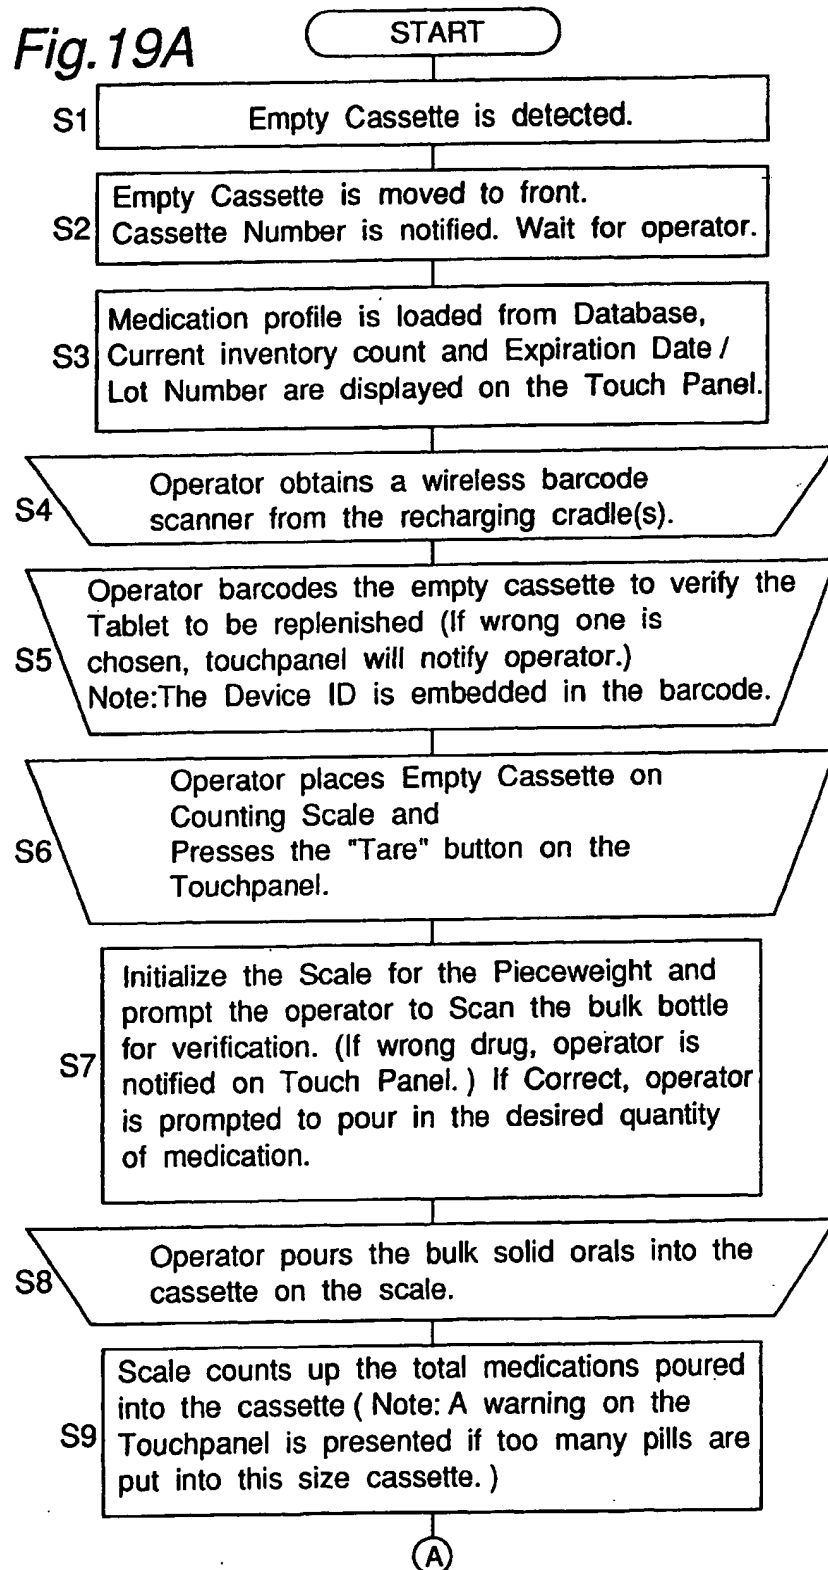 Fig.19A
START
S1
Empty Cassette is detected.
S2
Empty Cassette is moved to front.
Cassette Number is notified. Wait for operator.
S3
Medication profile is loaded from Database,
Current inventory count and Expiration Date /
Lot Number are displayed on the Touch Panel.
S4
Operator obtains a wireless barcode
scanner from the recharging cradle(s).
S5
Operator barcodes the empty cassette to verify the
Tablet to be replenished (If wrong one is
chosen, touchpanel will notify operator.)
Note:The Device ID is embedded in the barcode.
S6
Operator places Empty Cassette on
Counting Scale and
Presses the "Tare" button on the
Touchpanel.
S7
Initialize the Scale for the Pieceweight and
prompt the operator to Scan the bulk bottle
for verification. (If wrong drug, operator is
notified on Touch Panel.) If Correct, operator
is prompted to pour in the desired quantity
of medication.
S8
Operator pours the bulk solid orals into the
cassette on the scale.
S9
Scale counts up the total medications poured
into the cassette ( Note: A warning on the
Touchpanel is presented if too many pills are
put into this size cassette. )
A